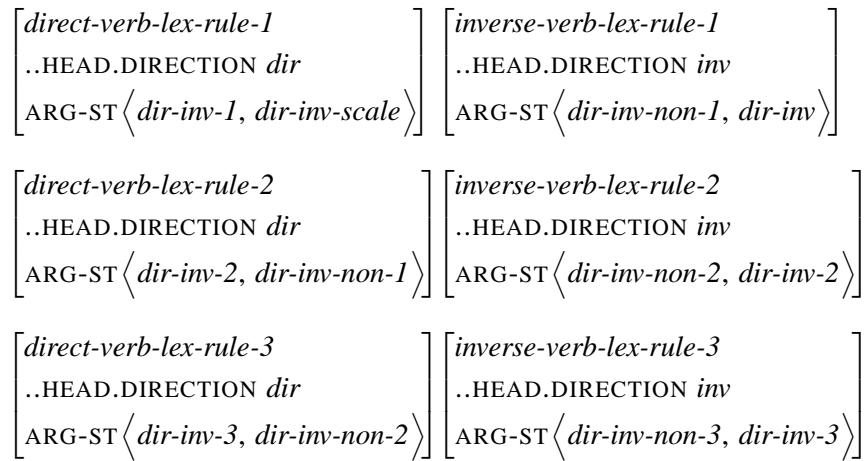 direct-verb-lex-rule-1 inverse-verb-lex-rule-1
..HEAD.DIRECTION dir ..HEAD.DIRECTION inv
ARG-ST⟨dir-inv-1, dir-inv-scale⟩ ARG-ST⟨dir-inv-non-1, dir-inv⟩
direct-verb-lex-rule-2 inverse-verb-lex-rule-2
..HEAD.DIRECTION dir ..HEAD.DIRECTION inv
ARG-ST⟨dir-inv-2, dir-inv-non-1⟩ ARG-ST⟨dir-inv-non-2, dir-inv-2⟩
direct-verb-lex-rule-3 inverse-verb-lex-rule-3
..HEAD.DIRECTION dir ..HEAD.DIRECTION inv
ARG-ST⟨dir-inv-3, dir-inv-non-2⟩ ARG-ST⟨dir-inv-non-3, dir-inv-3⟩